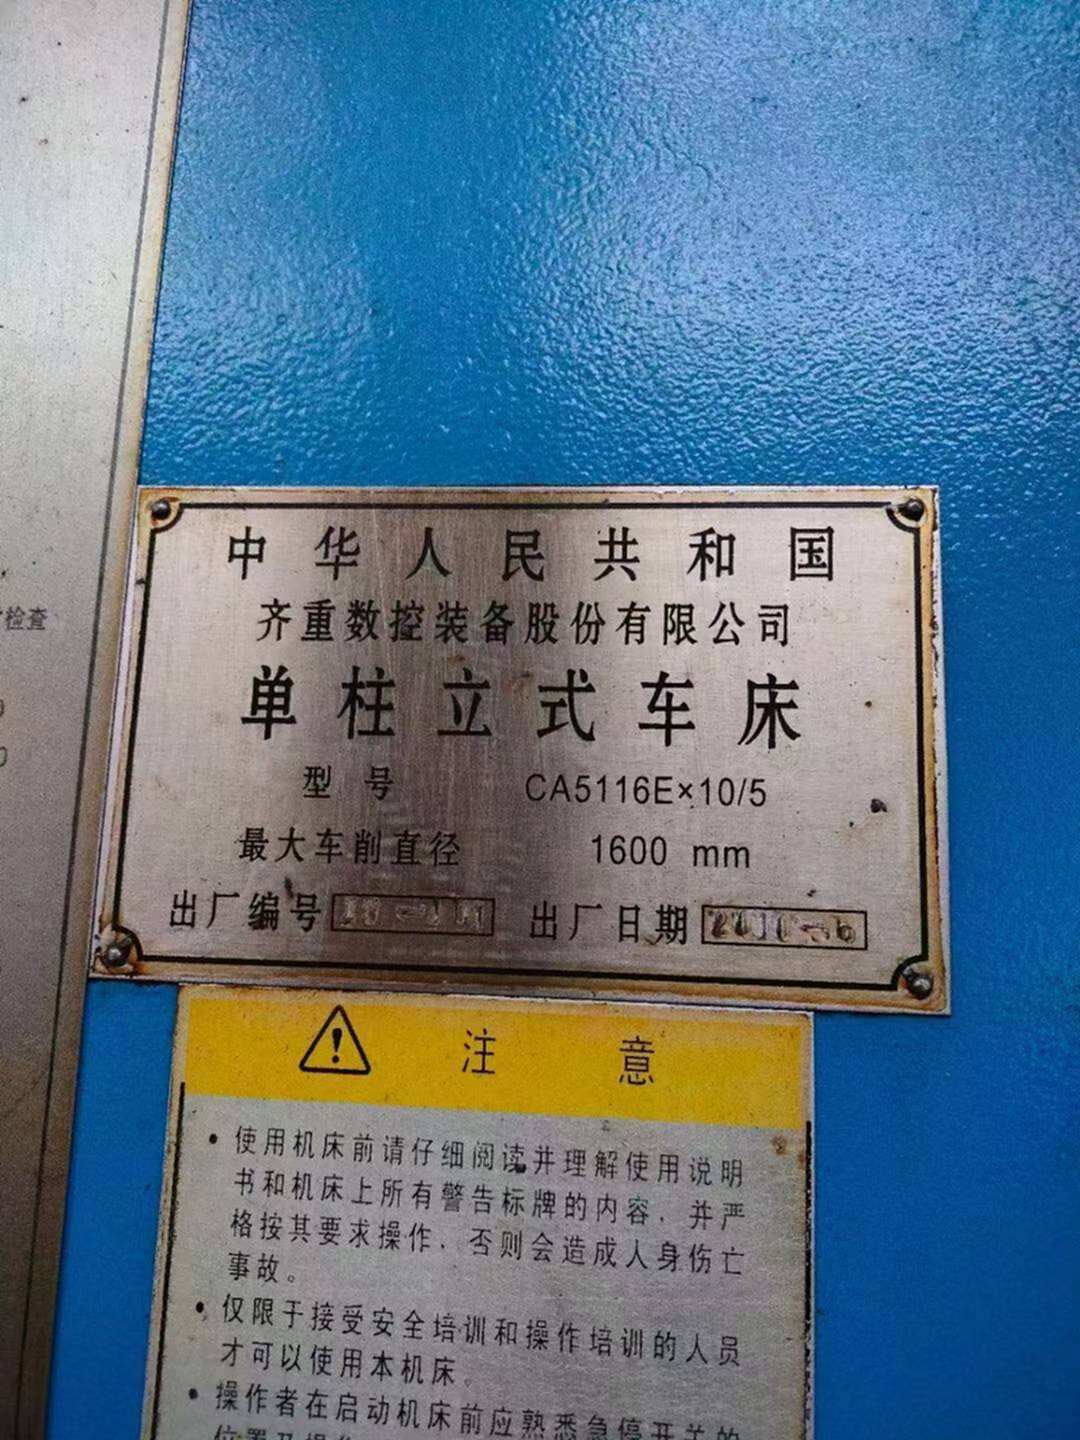 检查
中华人民共和国
齐重数控装备股份有限公司
单柱立式车床
型号 CA5116E×10/5
最大车削直径 1600 mm
出厂编号 出厂日期
注意
• 使用机床前请仔细阅读并理解使用说明
书和机床上所有警告标牌的内容，并严
格按其要求操作，否则会造成人身伤亡
事故。
• 仅限于接受安全培训和操作培训的人员
才可以使用本机床。
• 操作者在启动机床前应熟悉急停开关的